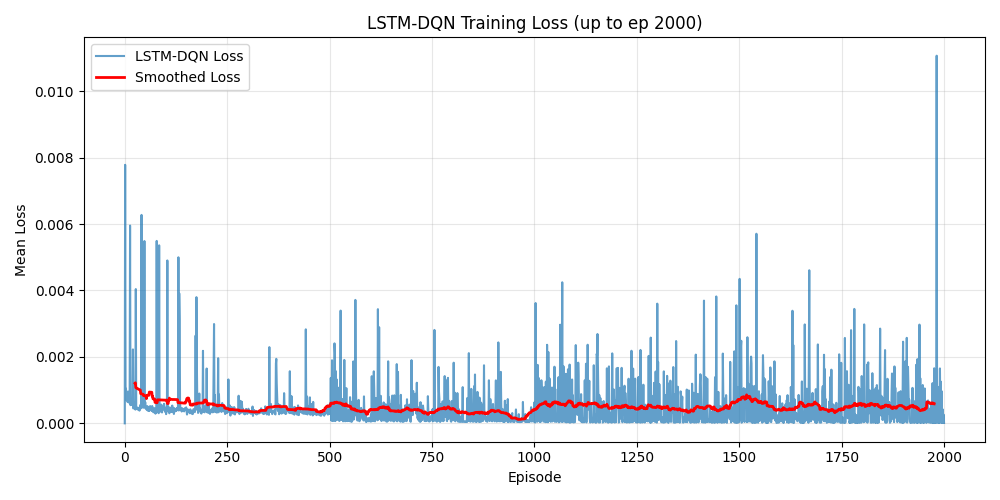 LSTM-DQN Training Loss (up to ep 2000)
LSTM-DQN Loss
Smoothed Loss
Mean Loss
0.010
0.008
0.006
0.004
0.002
0.000
0 250 500 750 1000 1250 1500 1750 2000
Episode